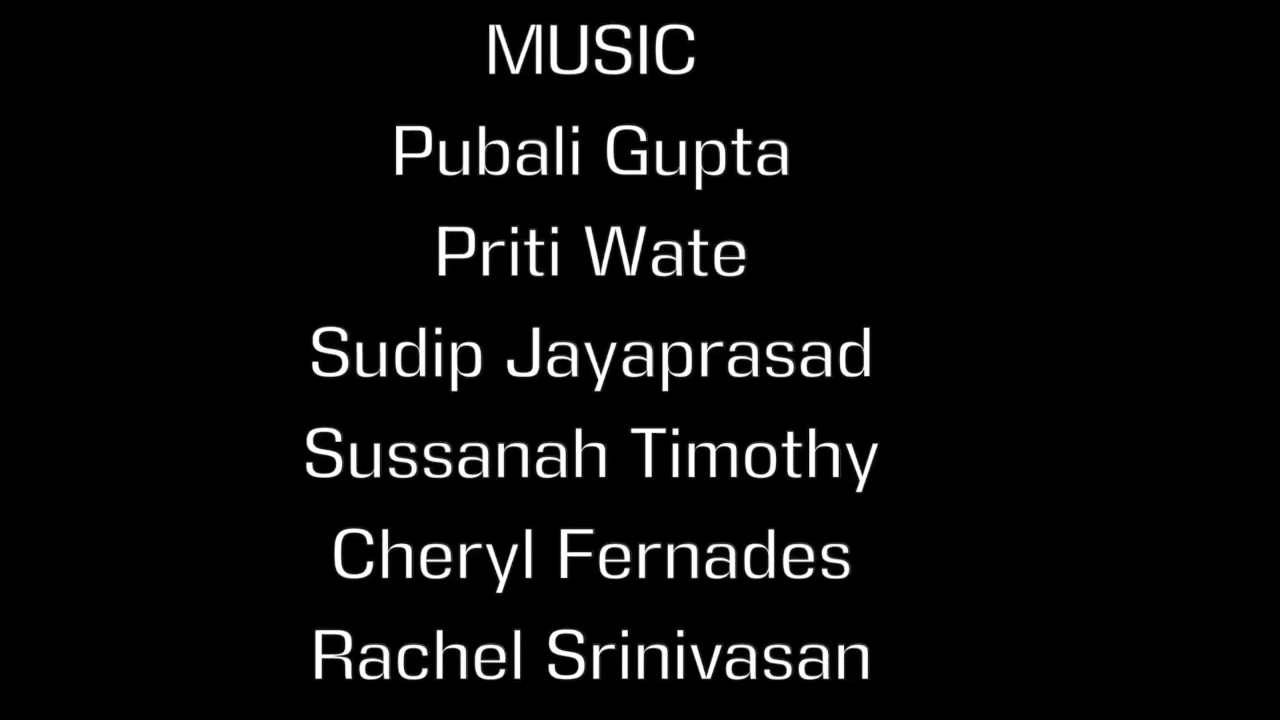 MUSIC
Pubali Gupta
Priti Wate
Sudip Jayaprasad
Sussanah Timothy
Cheryl Fernades
Rachel Srinivasan